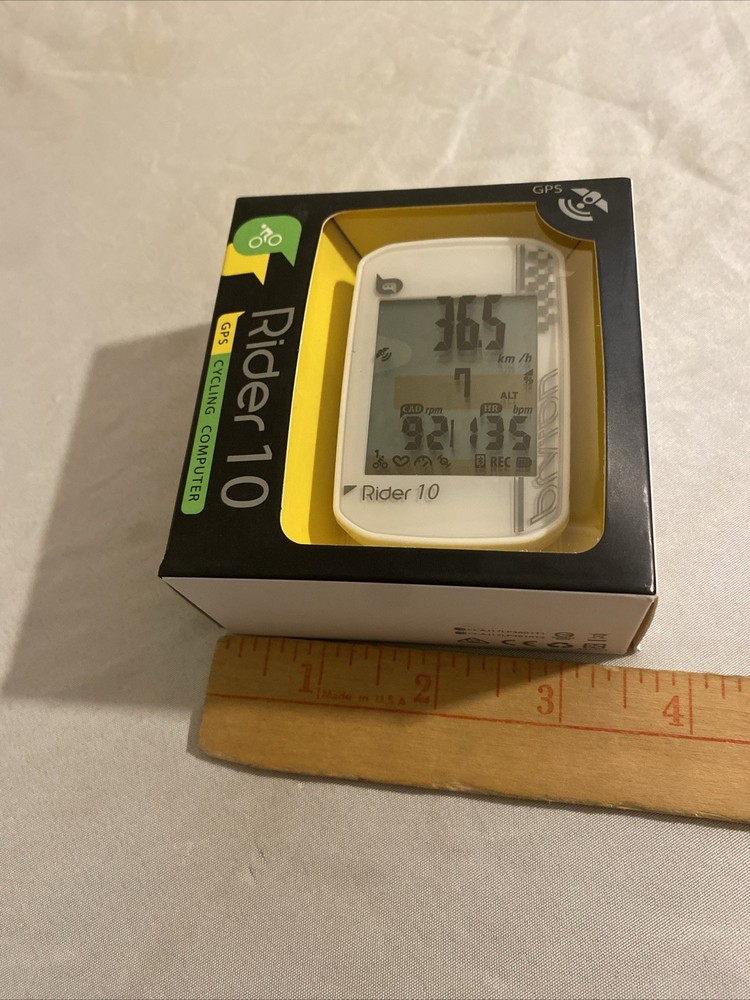 GPS
Rider 10
GPS CYCLING COMPUTER
36.5
km/h
7
ALT
CAD rpm
HR bpm
92
135
REC
Rider 10
bryton
1 2 3 4
Made in U.S.A